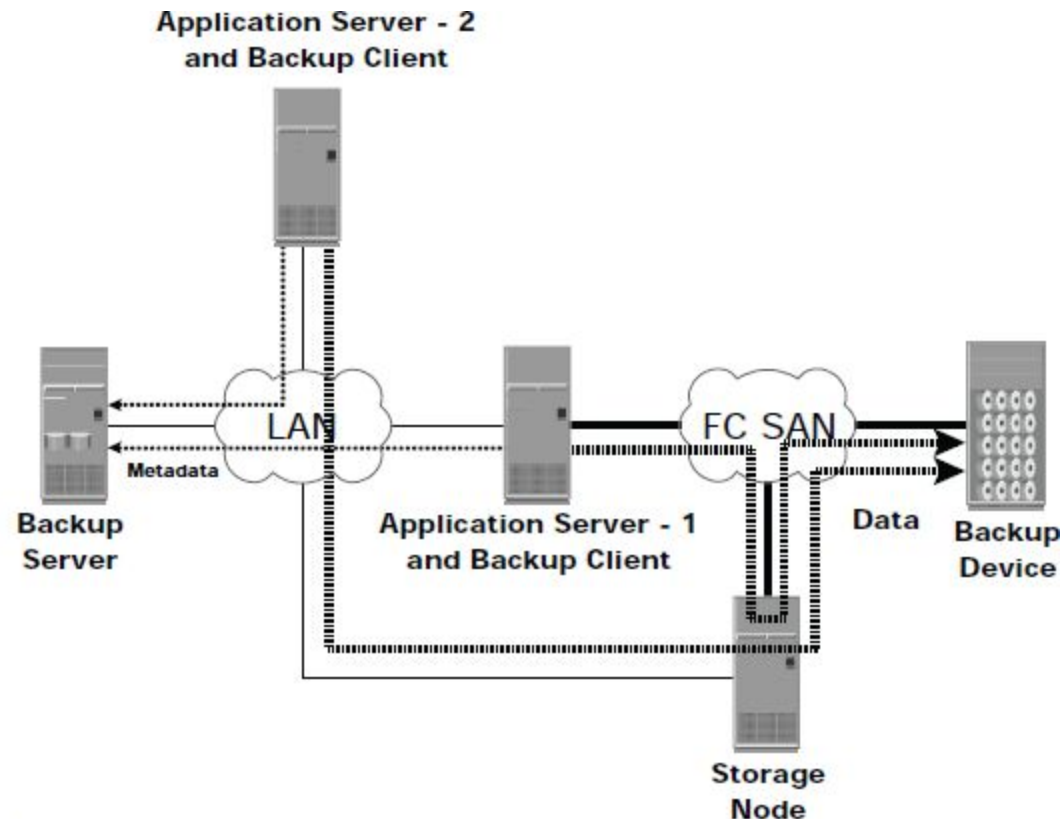 Application Server - 2
and Backup Client
LAN
FC SAN
Metadata
Backup
Server
Application Server - 1
and Backup Client
Data
Backup
Device
Storage
Node